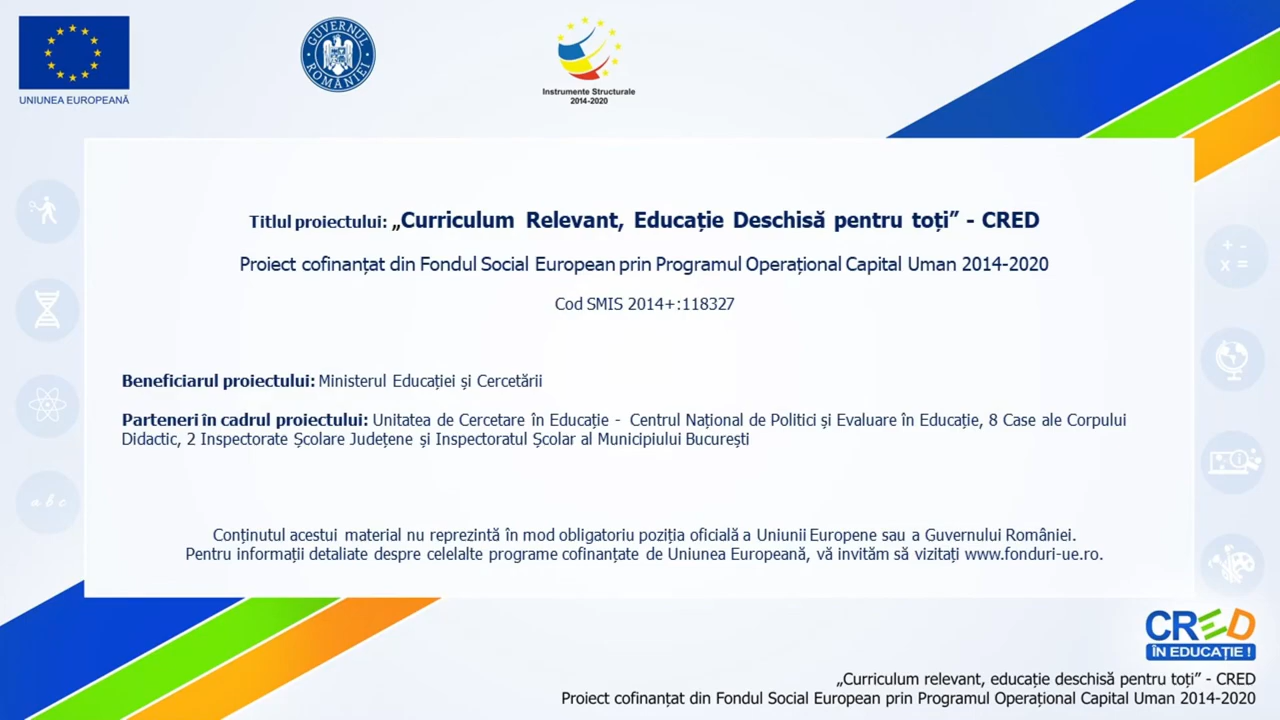 UNIUNEA EUROPEANĂ
GUVERNUL ROMÂNIEI
Instrumente Structurale
2014-2020
Titlul proiectului: „Curriculum Relevant, Educație Deschisă pentru toți” - CRED
Proiect cofinanțat din Fondul Social European prin Programul Operațional Capital Uman 2014-2020
Cod SMIS 2014+:118327
Beneficiarul proiectului: Ministerul Educației și Cercetării
Parteneri în cadrul proiectului: Unitatea de Cercetare în Educație - Centrul Național de Politici și Evaluare în Educație, 8 Case ale Corpului
Didactic, 2 Inspectorate Școlare Județene și Inspectoratul Școlar al Municipiului București
Conținutul acestui material nu reprezintă în mod obligatoriu poziția oficială a Uniunii Europene sau a Guvernului României.
Pentru informații detaliate despre celelalte programe cofinanțate de Uniunea Europeană, vă invităm să vizitați www.fonduri-ue.ro.
+ -
x =
a b c
CRED
ÎN EDUCAȚIE !
„Curriculum relevant, educație deschisă pentru toți” - CRED
Proiect cofinanțat din Fondul Social European prin Programul Operațional Capital Uman 2014-2020